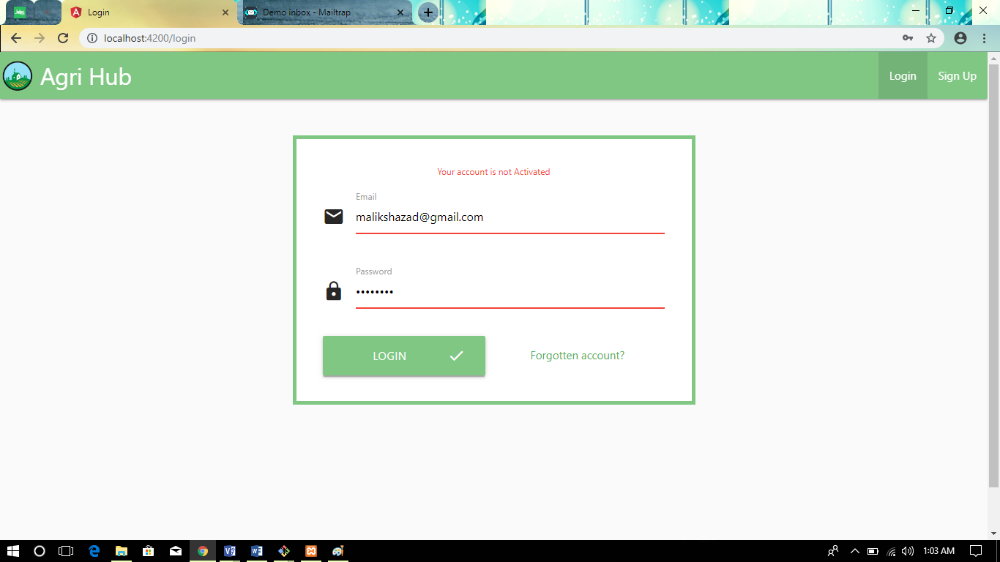 Login
Demo inbox - Mailtrap
localhost:4200/login
Agri Hub
Login
Sign Up
Your account is not Activated
Email
malikshazad@gmail.com
Password
••••••••
LOGIN
Forgotten account?
1:03 AM